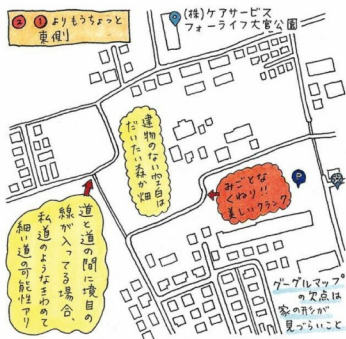 ② ①よりもうちょっと
東側
(株)ケアサービス
フォーライフ大宮公園
建物のない空白は
だいたい森か畑
みごとな
くねり!!
美しいクランク
P
道と道の間に境目の
線が入ってる場合、
私道のようなきわめて
細い道の可能性アリ
グーグルマップの
欠点は
家の形が
見づらいこと